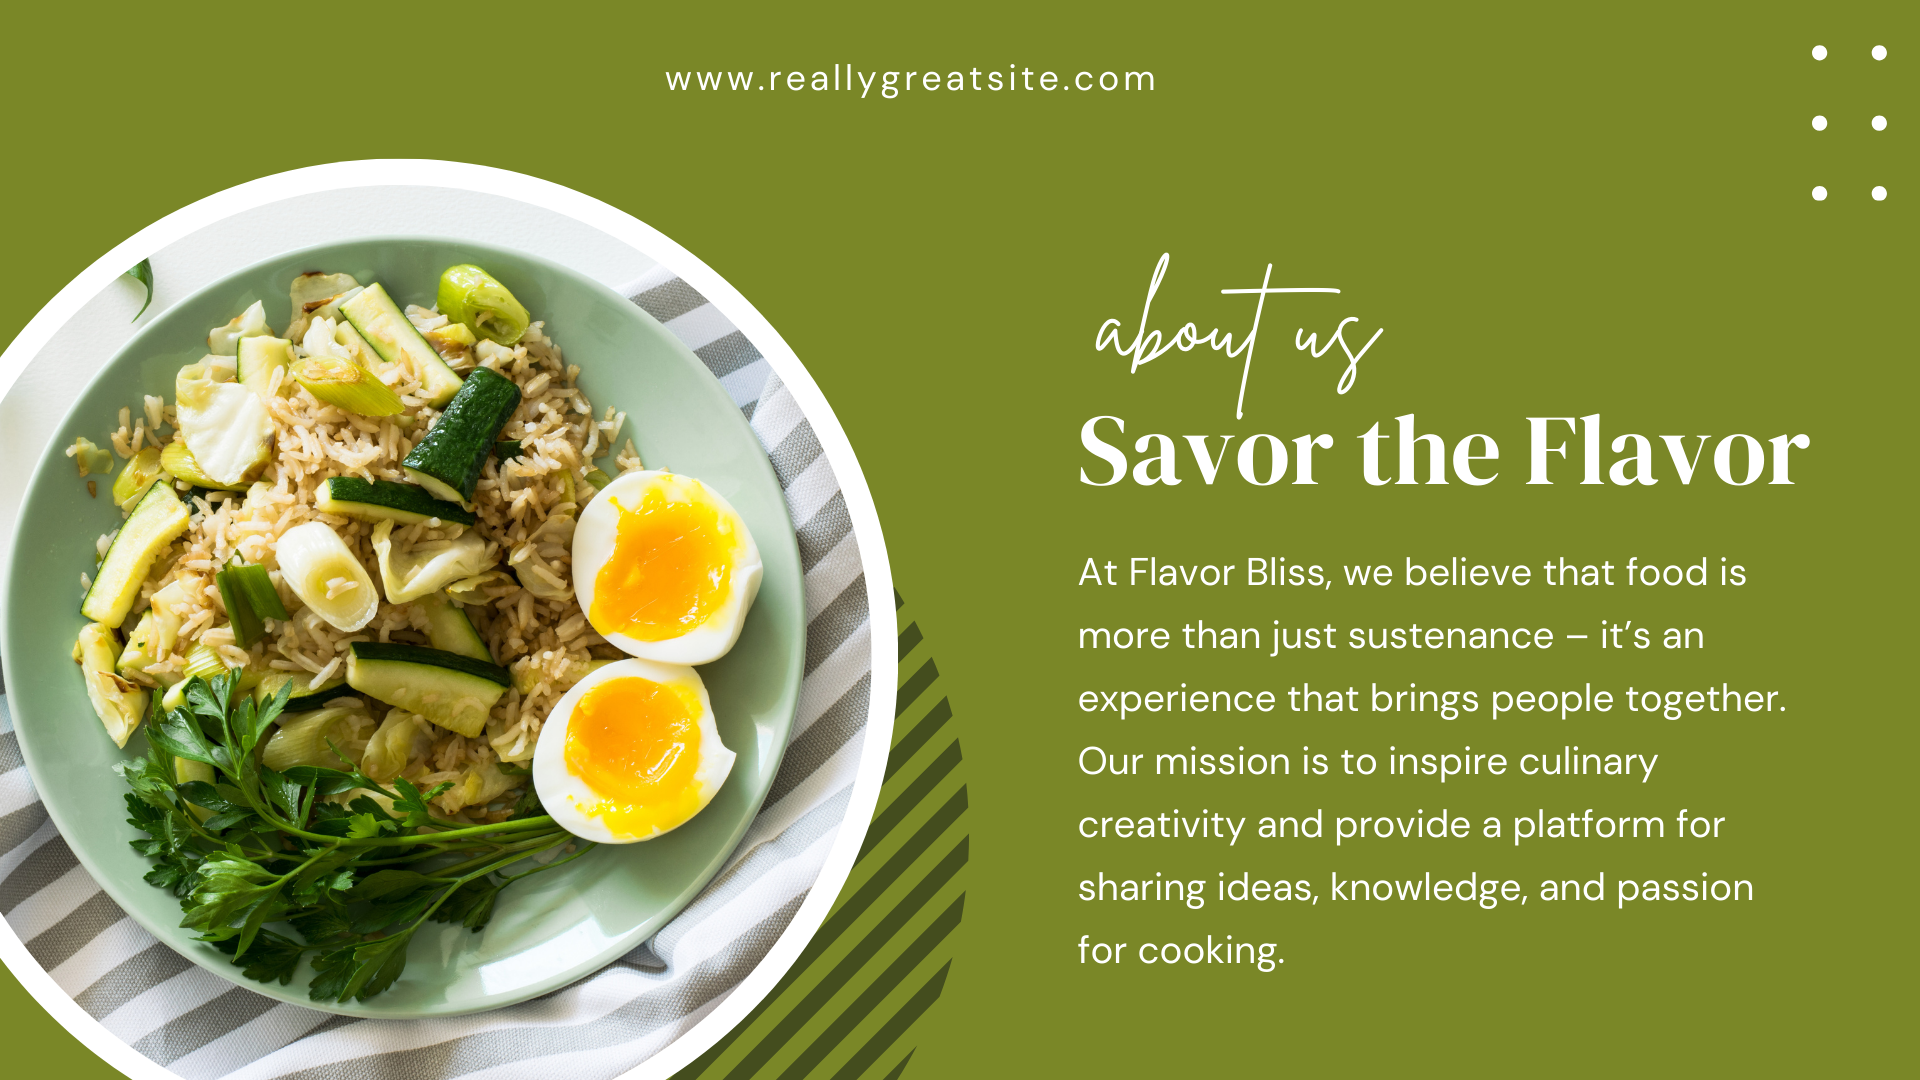 www.reallygreatsite.com
about us
Savor the Flavor
At Flavor Bliss, we believe that food is
more than just sustenance – it’s an
experience that brings people together.
Our mission is to inspire culinary
creativity and provide a platform for
sharing ideas, knowledge, and passion
for cooking.